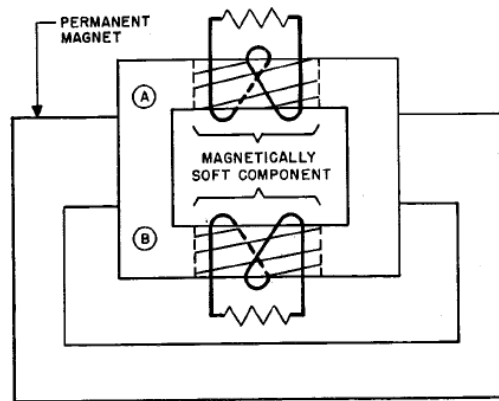 PERMANENT
MAGNET
A
MAGNETICALLY
SOFT COMPONENT
B